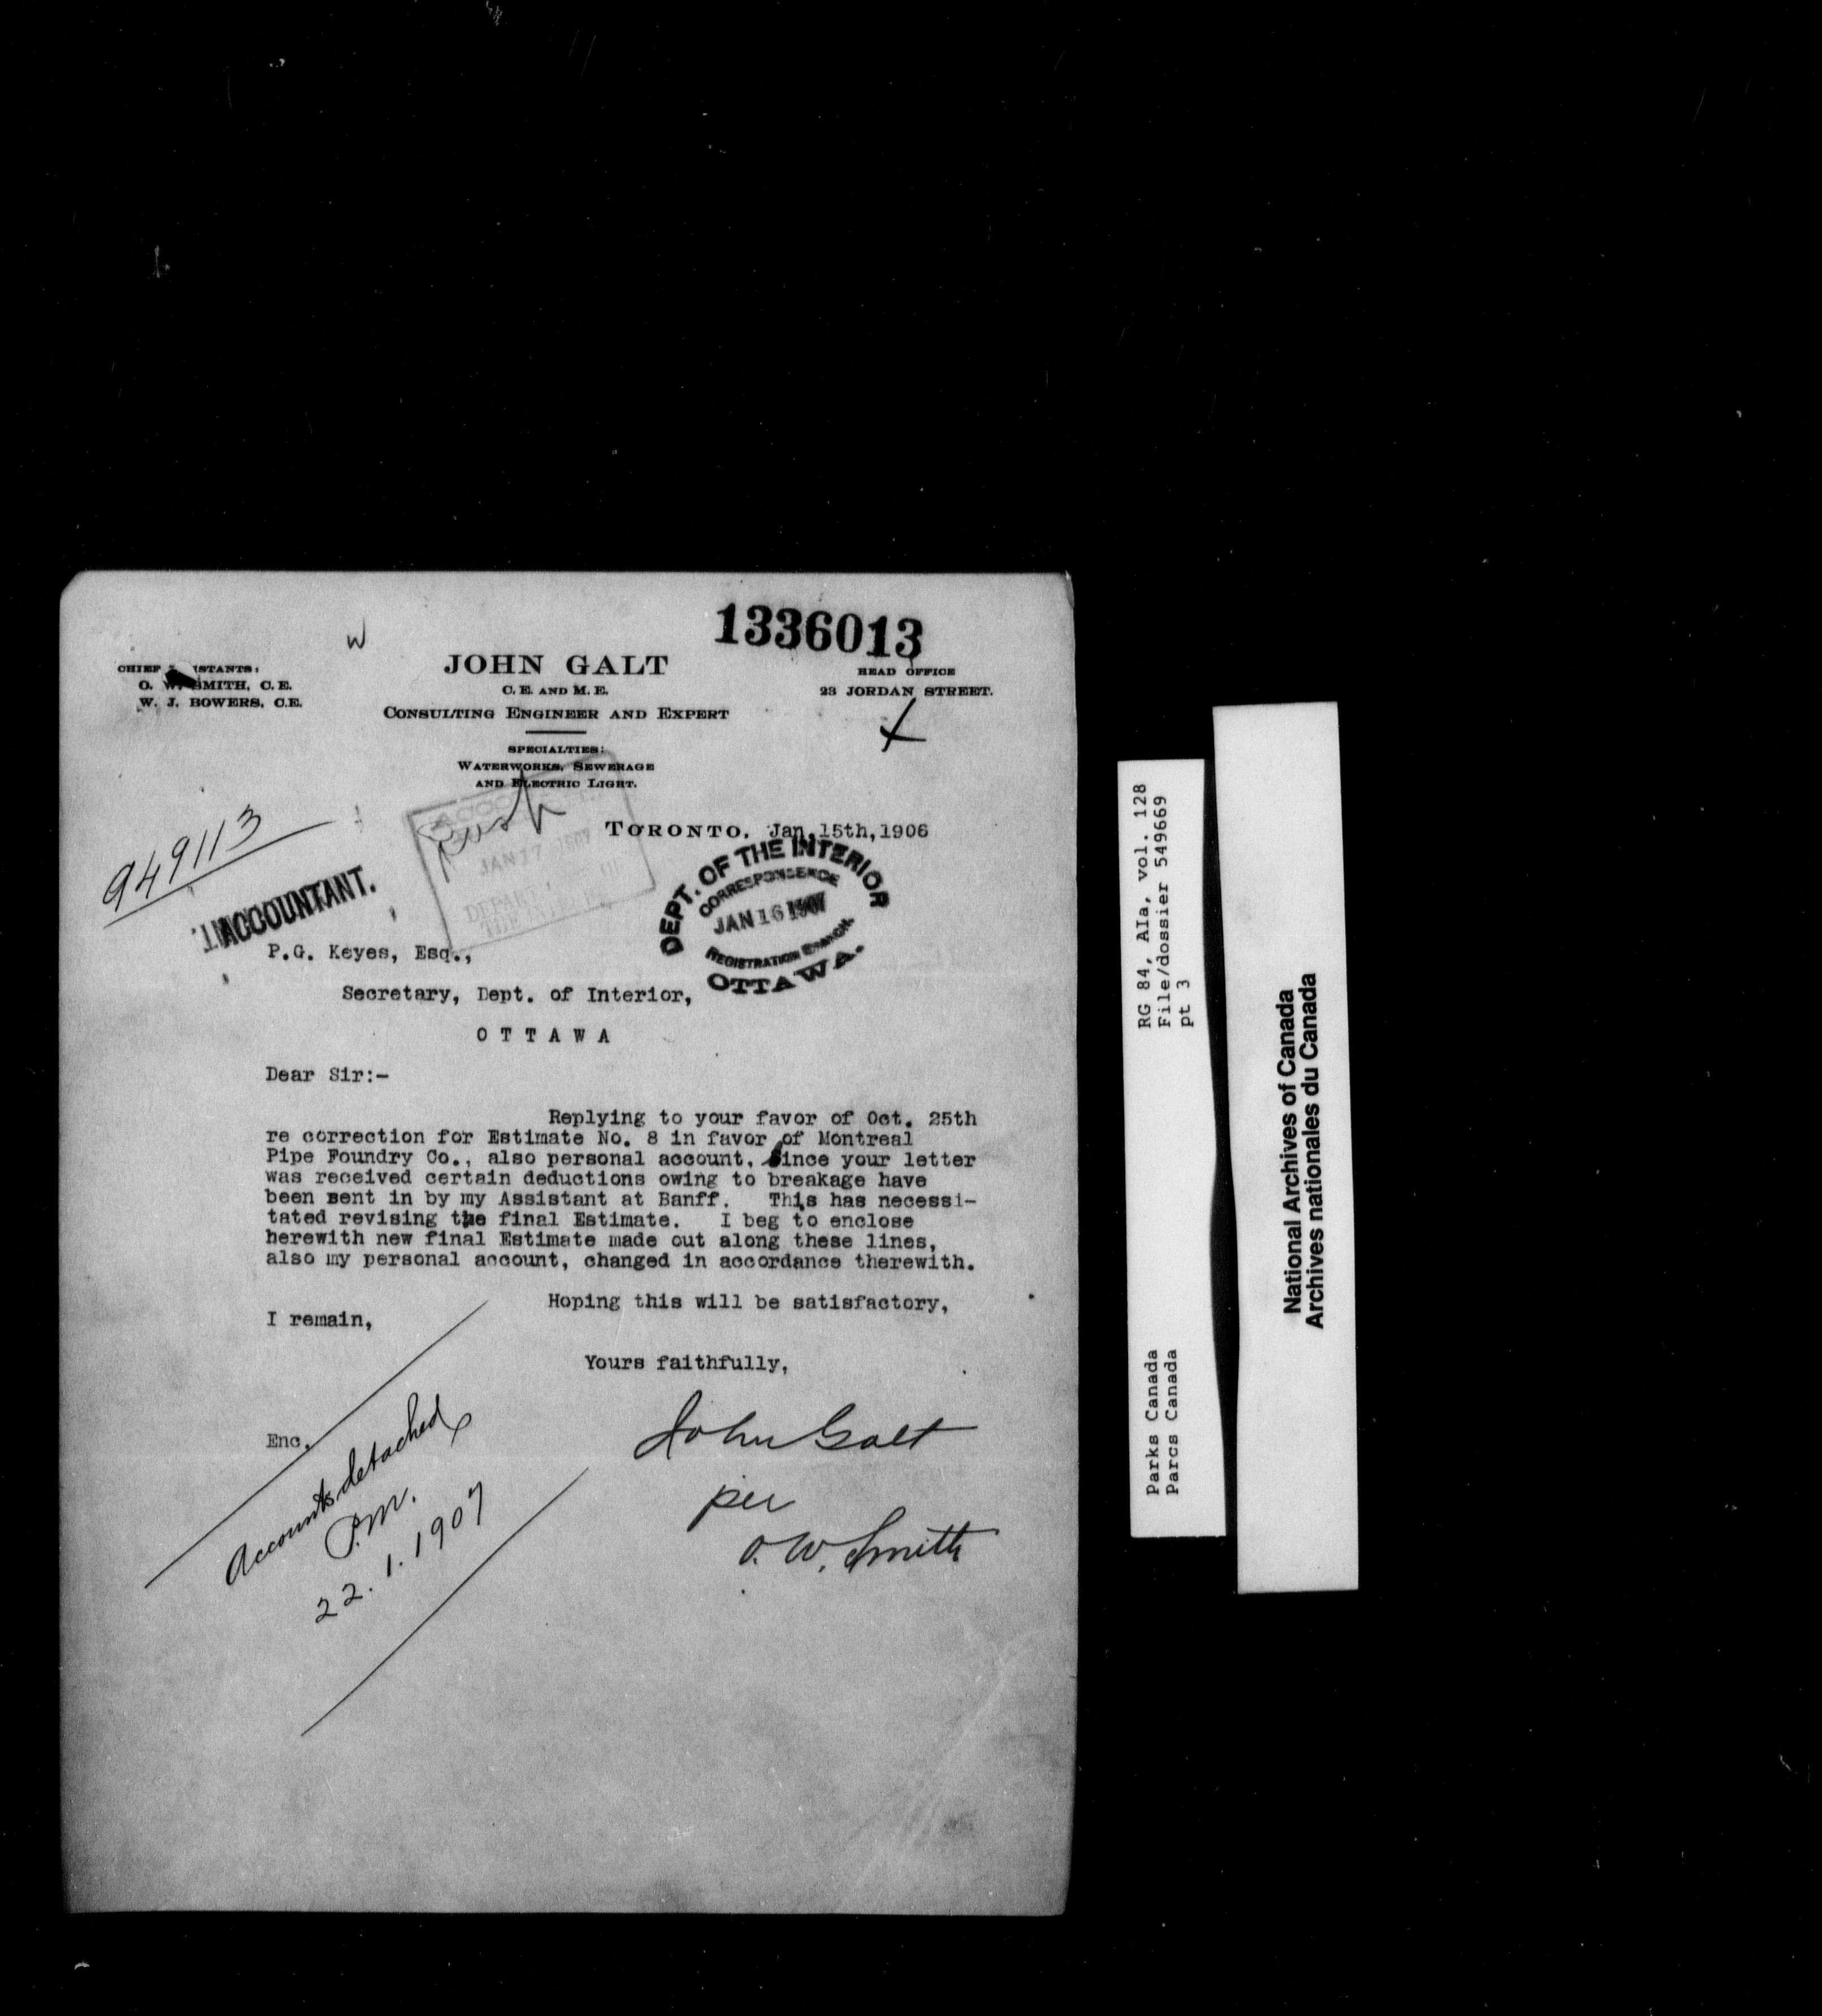 1336013
W
CHIEF
O. W. SMITH, C.E.
W. J. BOWERS, C.E.
JOHN GALT
C. E. AND M. E.
CONSULTING ENGINEER AND EXPERT
HEAD OFFICE
23 JORDAN STREET.
SPECIALTIES:
WATERWORKS, SEWERAGE
AND ELECTRIC LIGHT.
949113
TORONTO, Jan, 15th, 1906
JAN 17 1907
ACCOUNTANT.
DEPT. OF THE INTERIOR
CORRESPONDENCE
JAN 16 1907
REGISTRATION BRANCH.
OTTAWA.
P.G. Keyes, Esq.,
Secretary, Dept. of Interior,
O T T A W A
Dear Sir:-
Replying to your favor of Oct. 25th
re correction for Estimate No. 8 in favor of Montreal
Pipe Foundry Co., also personal account. Since your letter
was received certain deductions owing to breakage have
been sent in by my Assistant at Banff. This has necessi-
tated revising the final Estimate. I beg to enclose
herewith new final Estimate made out along these lines,
also my personal account, changed in accordance therewith.
Hoping this will be satisfactory,
I remain,
Yours faithfully,
John Galt
per
O. W. Smith
Enc.
Accounts detached
P.M.
22.1.1907
RG 84, AIa, vol. 128
File/dossier 549669
pt 3
Parks Canada
Parcs Canada
National Archives of Canada
Archives nationales du Canada